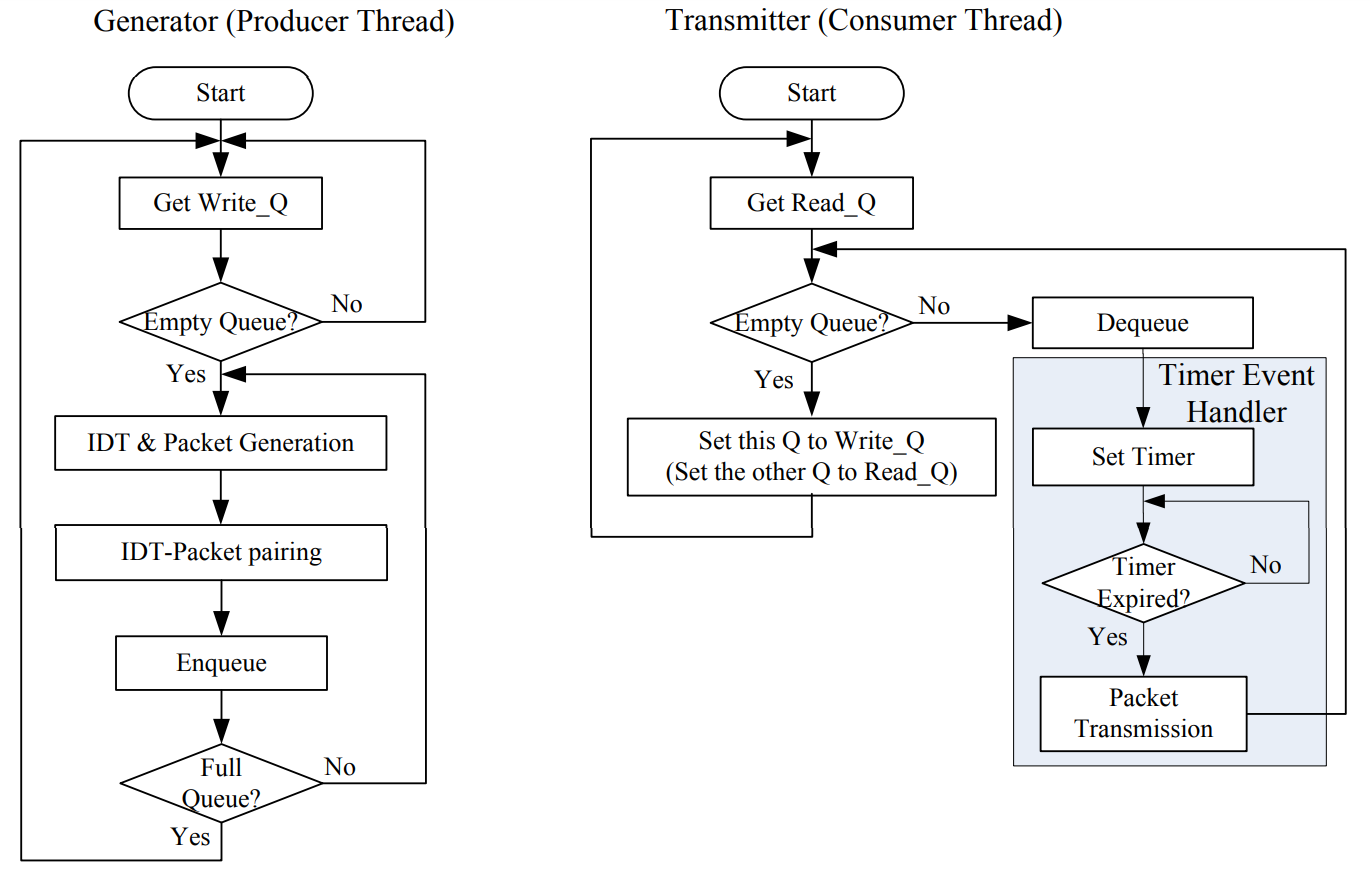 Generator (Producer Thread)
Start
Get Write_Q
Empty Queue?
No
Yes
IDT & Packet Generation
IDT-Packet pairing
Enqueue
Full
Queue?
No
Yes
Transmitter (Consumer Thread)
Start
Get Read_Q
Empty Queue?
No
Yes
Set this Q to Write_Q
(Set the other Q to Read_Q)
Dequeue
Timer Event
Handler
Set Timer
Timer
Expired?
No
Yes
Packet
Transmission